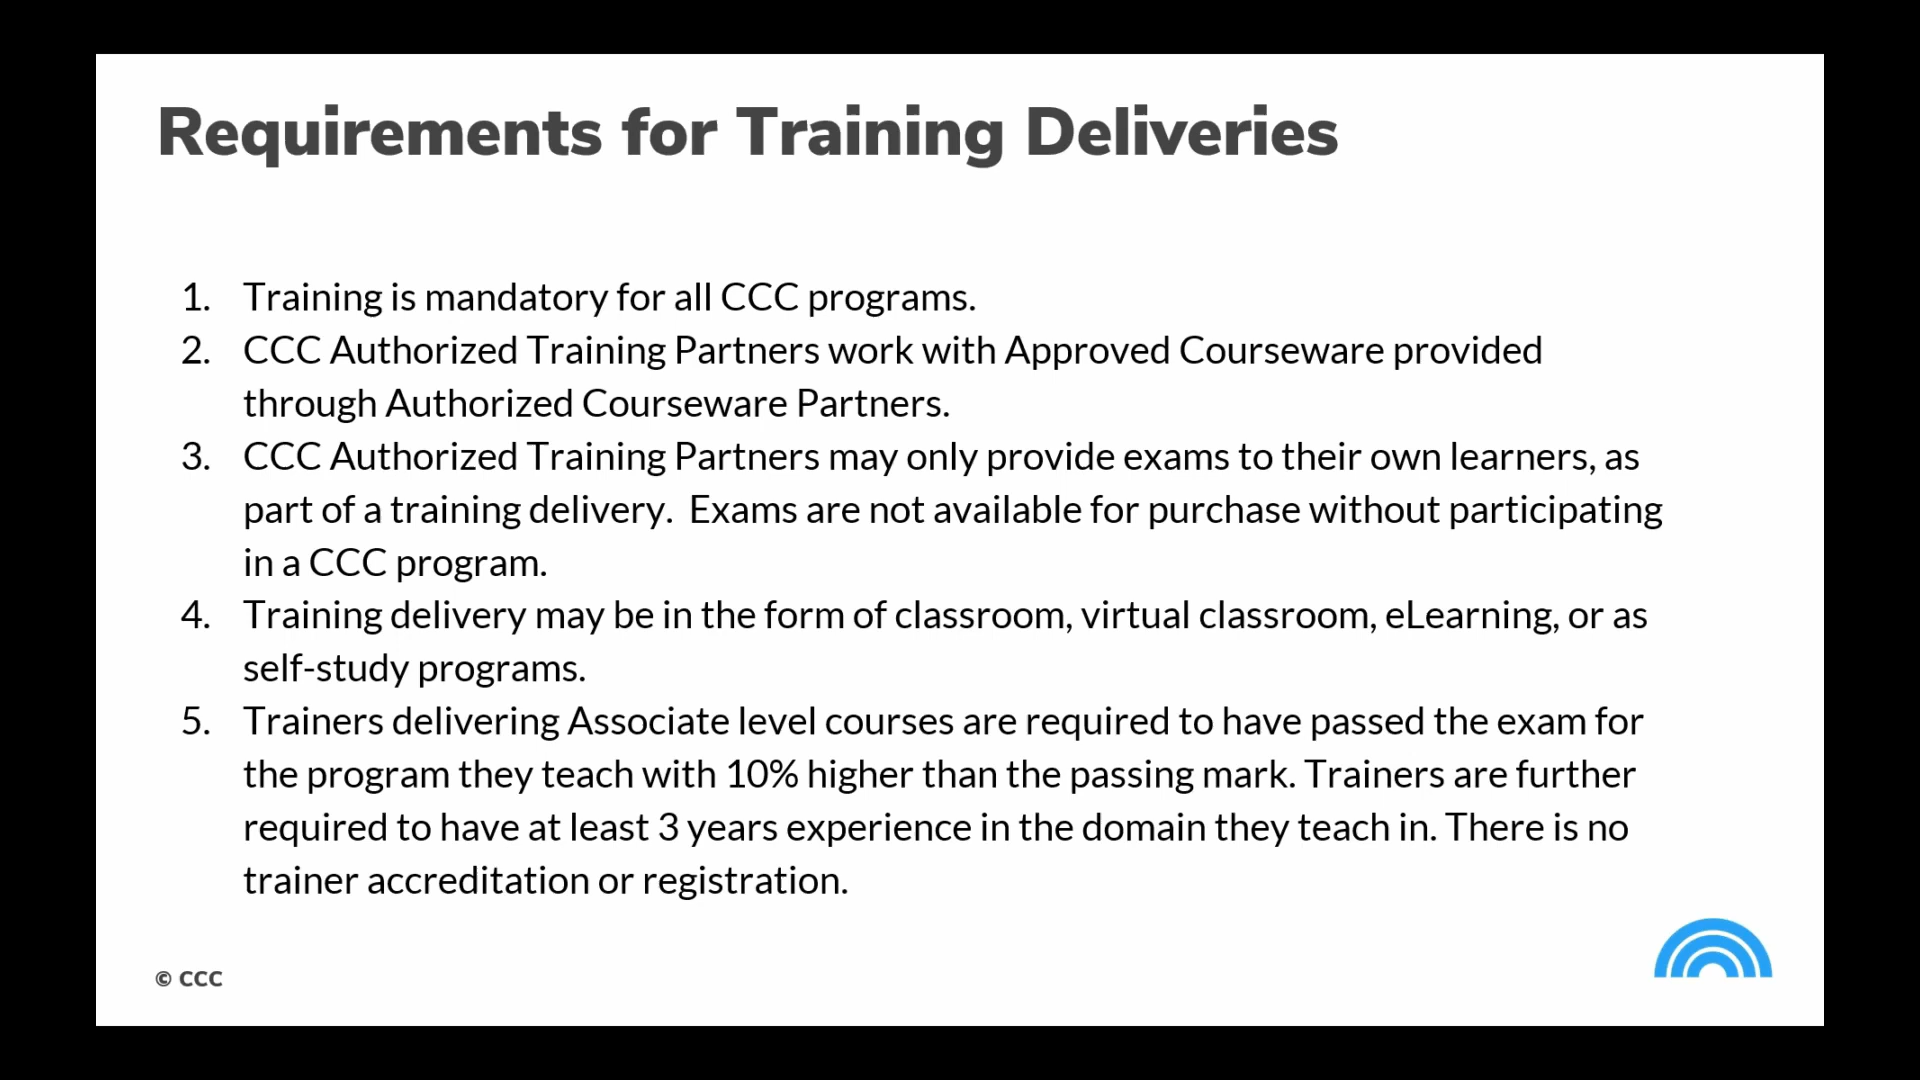 Requirements for Training Deliveries
1. Training is mandatory for all CCC programs.
2. CCC Authorized Training Partners work with Approved Courseware provided
through Authorized Courseware Partners.
3. CCC Authorized Training Partners may only provide exams to their own learners, as
part of a training delivery.  Exams are not available for purchase without participating
in a CCC program.
4. Training delivery may be in the form of classroom, virtual classroom, eLearning, or as
self-study programs.
5. Trainers delivering Associate level courses are required to have passed the exam for
the program they teach with 10% higher than the passing mark. Trainers are further
required to have at least 3 years experience in the domain they teach in. There is no
trainer accreditation or registration.
© CCC